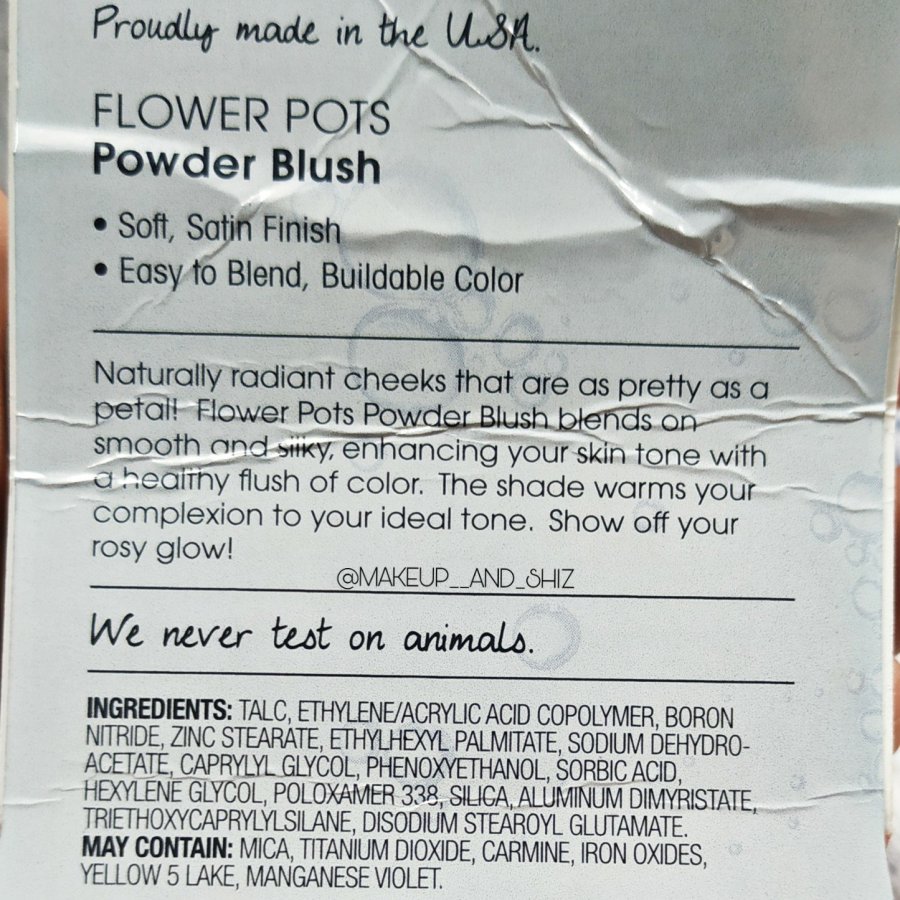 Proudly made in the USA.
FLOWER POTS
Powder Blush
• Soft, Satin Finish
• Easy to Blend, Buildable Color
Naturally radiant cheeks that are as pretty as a
petal! Flower Pots Powder Blush blends on
smooth and silky, enhancing your skin tone with
a healthy flush of color. The shade warms your
complexion to your ideal tone. Show off your
rosy glow!
@MAKEUP__AND_SHIZ
We never test on animals.
INGREDIENTS: TALC, ETHYLENE/ACRYLIC ACID COPOLYMER, BORON
NITRIDE, ZINC STEARATE, ETHYLHEXYL PALMITATE, SODIUM DEHYDRO-
ACETATE, CAPRYLYL GLYCOL, PHENOXYETHANOL, SORBIC ACID,
HEXYLENE GLYCOL, POLOXAMER 338, SILICA, ALUMINUM DIMYRISTATE,
TRIETHOXYCAPRYLYLSILANE, DISODIUM STEAROYL GLUTAMATE.
MAY CONTAIN: MICA, TITANIUM DIOXIDE, CARMINE, IRON OXIDES,
YELLOW 5 LAKE, MANGANESE VIOLET.